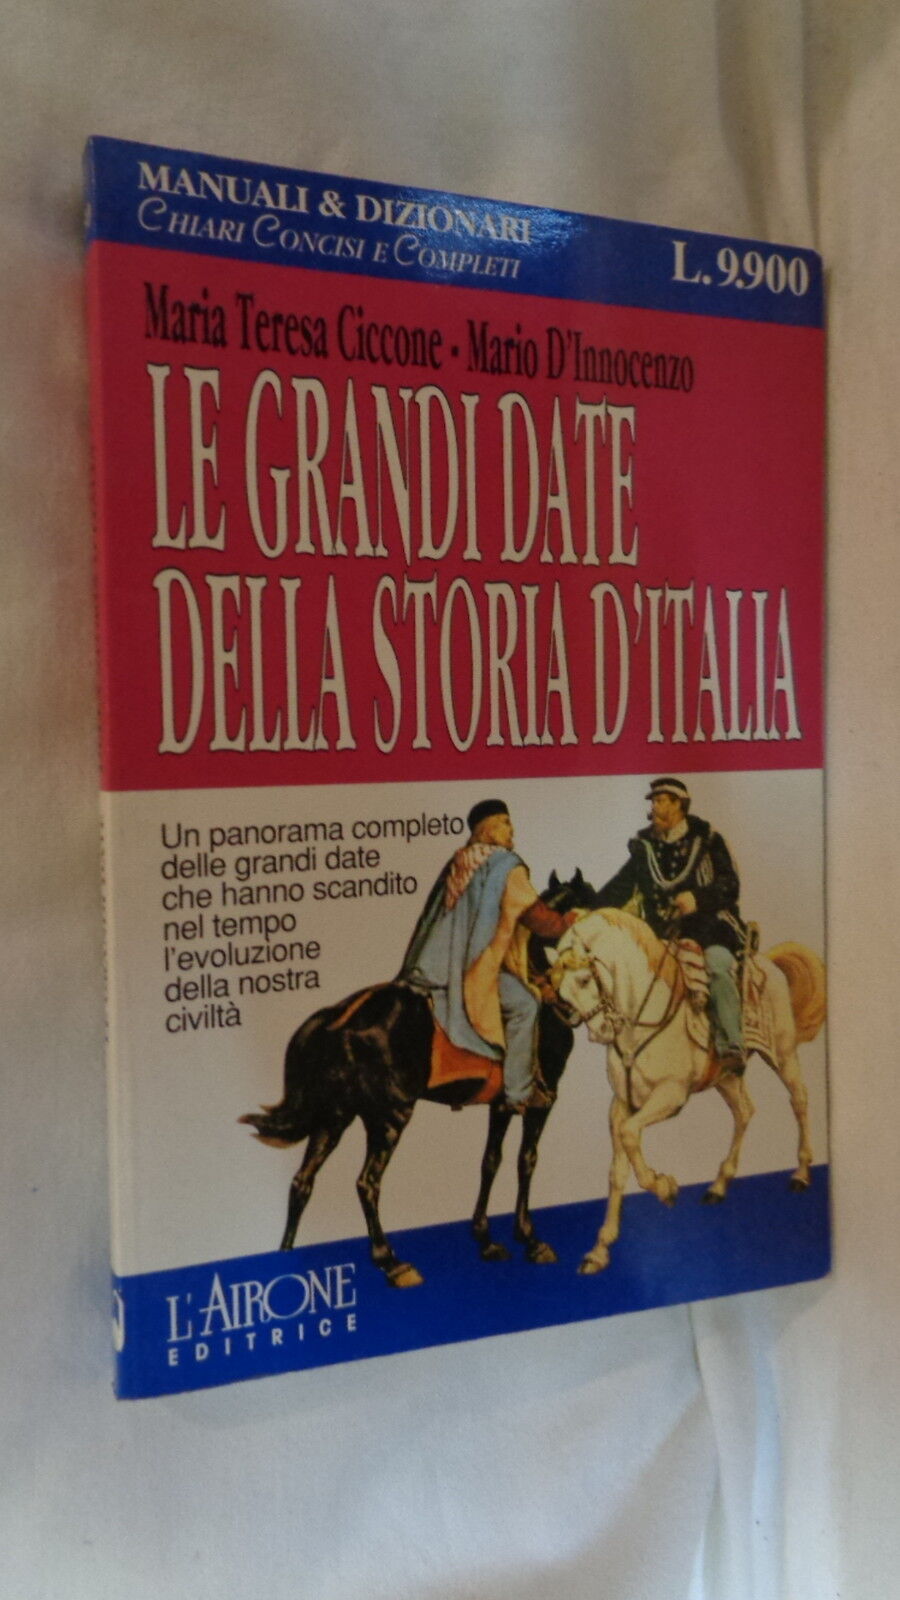 MANUALI & DIZIONARI
CHIARI CONCISI E COMPLETI
L. 9.900
Maria Teresa Ciccone • Mario D'Innocenzo
LE GRANDI DATE
DELLA STORIA D'ITALIA
Un panorama completo
delle grandi date
che hanno scandito
nel tempo
l'evoluzione
della nostra
civiltà
L'AIRONE
EDITRICE